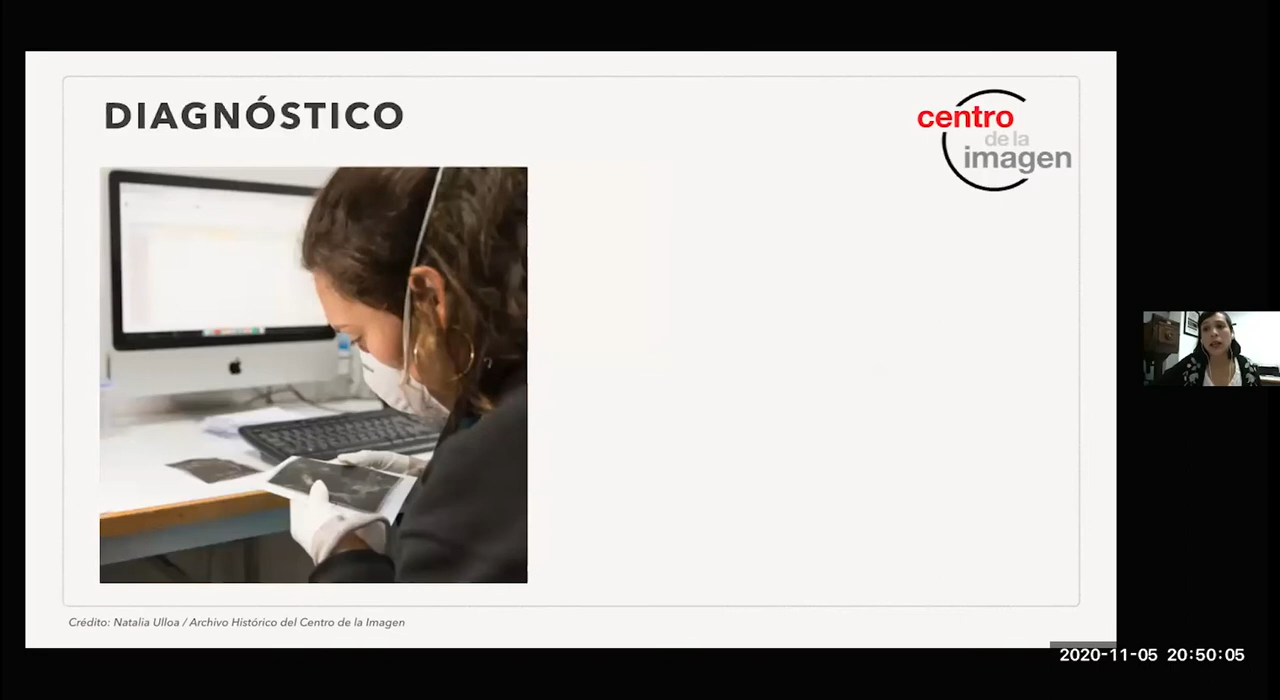 DIAGNÓSTICO
centro
de la
imagen
Crédito: Natalia Ulloa / Archivo Histórico del Centro de la Imagen
2020-11-05 20:50:05